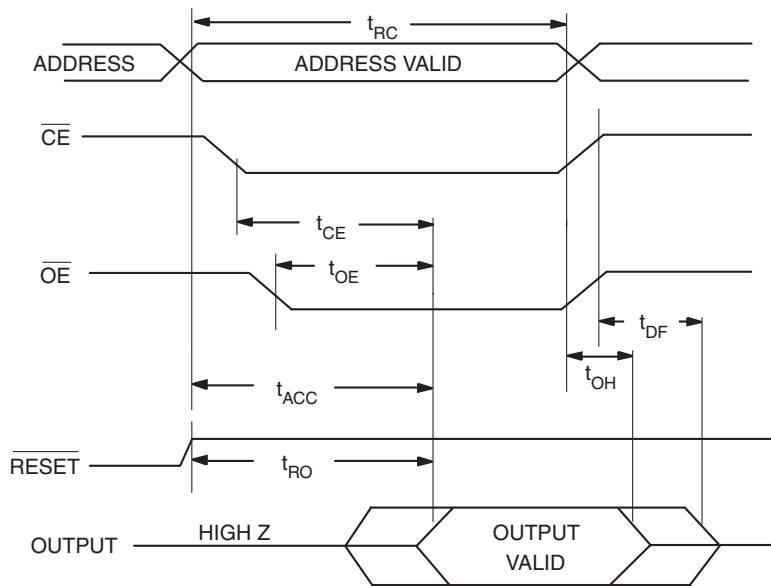 tRC
ADDRESS
ADDRESS VALID
CE
tCE
tOE
OE
tDF
tOH
tACC
RESET
tRO
OUTPUT
HIGH Z
OUTPUT
VALID